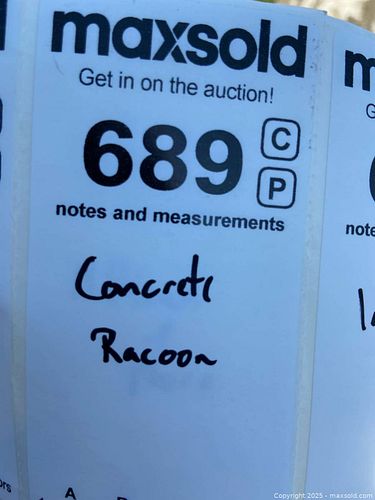 maxsold
Get in on the auction!
689
C
P
notes and measurements
Concrete
Racoon
A
Copyright 2025 - maxsold.com